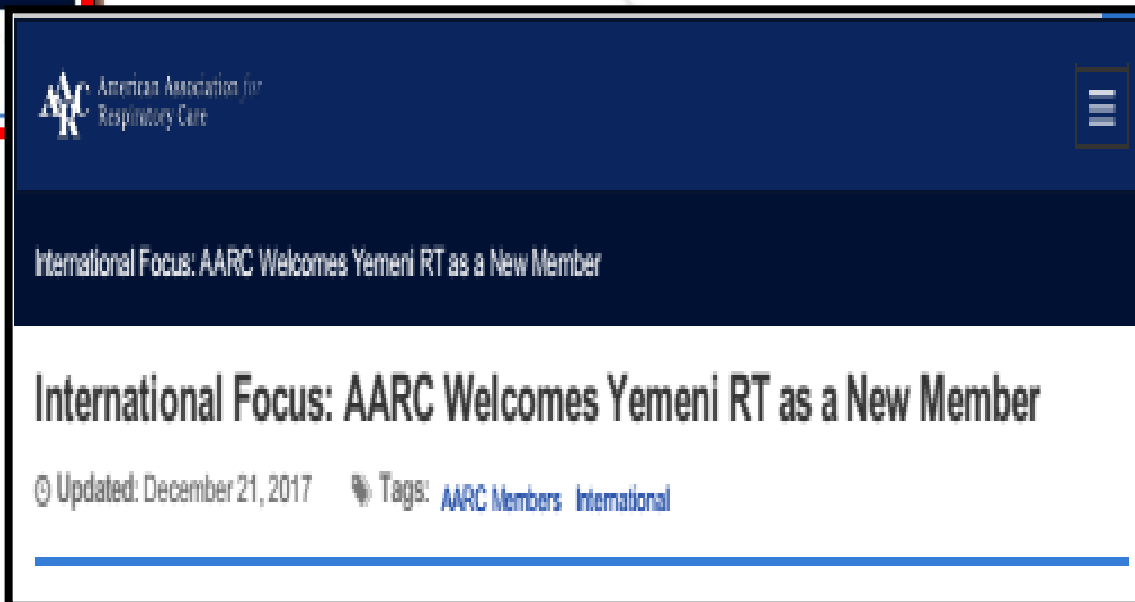 AARC American Association for
Respiratory Care
International Focus: AARC Welcomes Yemeni RT as a New Member
International Focus: AARC Welcomes Yemeni RT as a New Member
Updated: December 21, 2017 Tags: AARC Members International